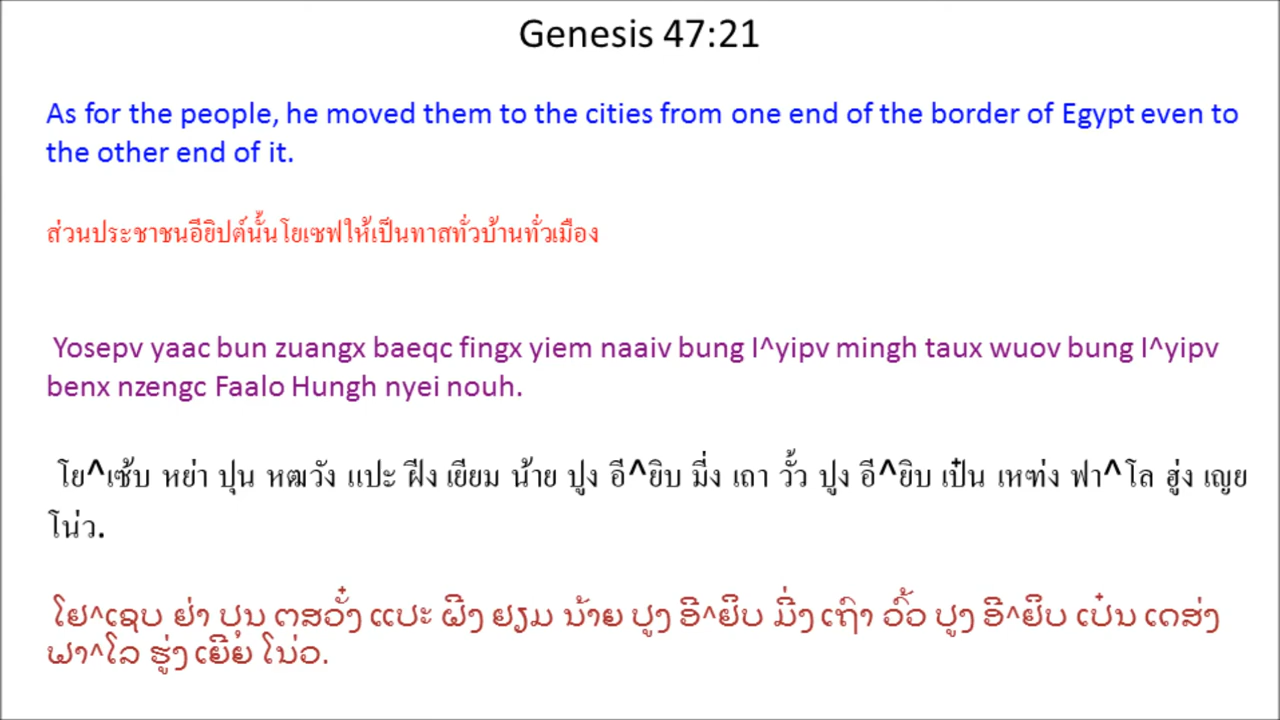 Genesis 47:21
As for the people, he moved them to the cities from one end of the border of Egypt even to
the other end of it.
ส่วนประชาชนอียิปต์นั้นโยเซฟให้เป็นทาสทั่วบ้านทั่วเมือง
Yosepv yaac bun zuangx baeqc fingx yiem naaiv bung I^yipv mingh taux wuov bung I^yipv
benx nzengc Faalo Hungh nyei nouh.
โย^เซ้บ หย่า ปุน หฒวัง แปะ ฝีง เยียม น้าย ปูง อี^ยิบ มี่ง เถา วั้ว ปูง อี^ยิบ เป๋น เหฑ่ง ฟา^โล ฮู่ง เญย
โน่ว.
ໂຢ^ເຊບ ຢ່າ ປຸນ ຕສວັ໋ງ ແປະ ຝີງ ຢຽມ ນ້າຍ ປູງ ອີ^ຢິບ ມີ່ງ ເຖົາ ວົ້ວ ປູງ ອີ^ຢິບ ເປ໋ນ ເດສ່ງ
ຟາ^ໂລ ຮູ່ງ ເຍີຍ ໂນ່ວ.